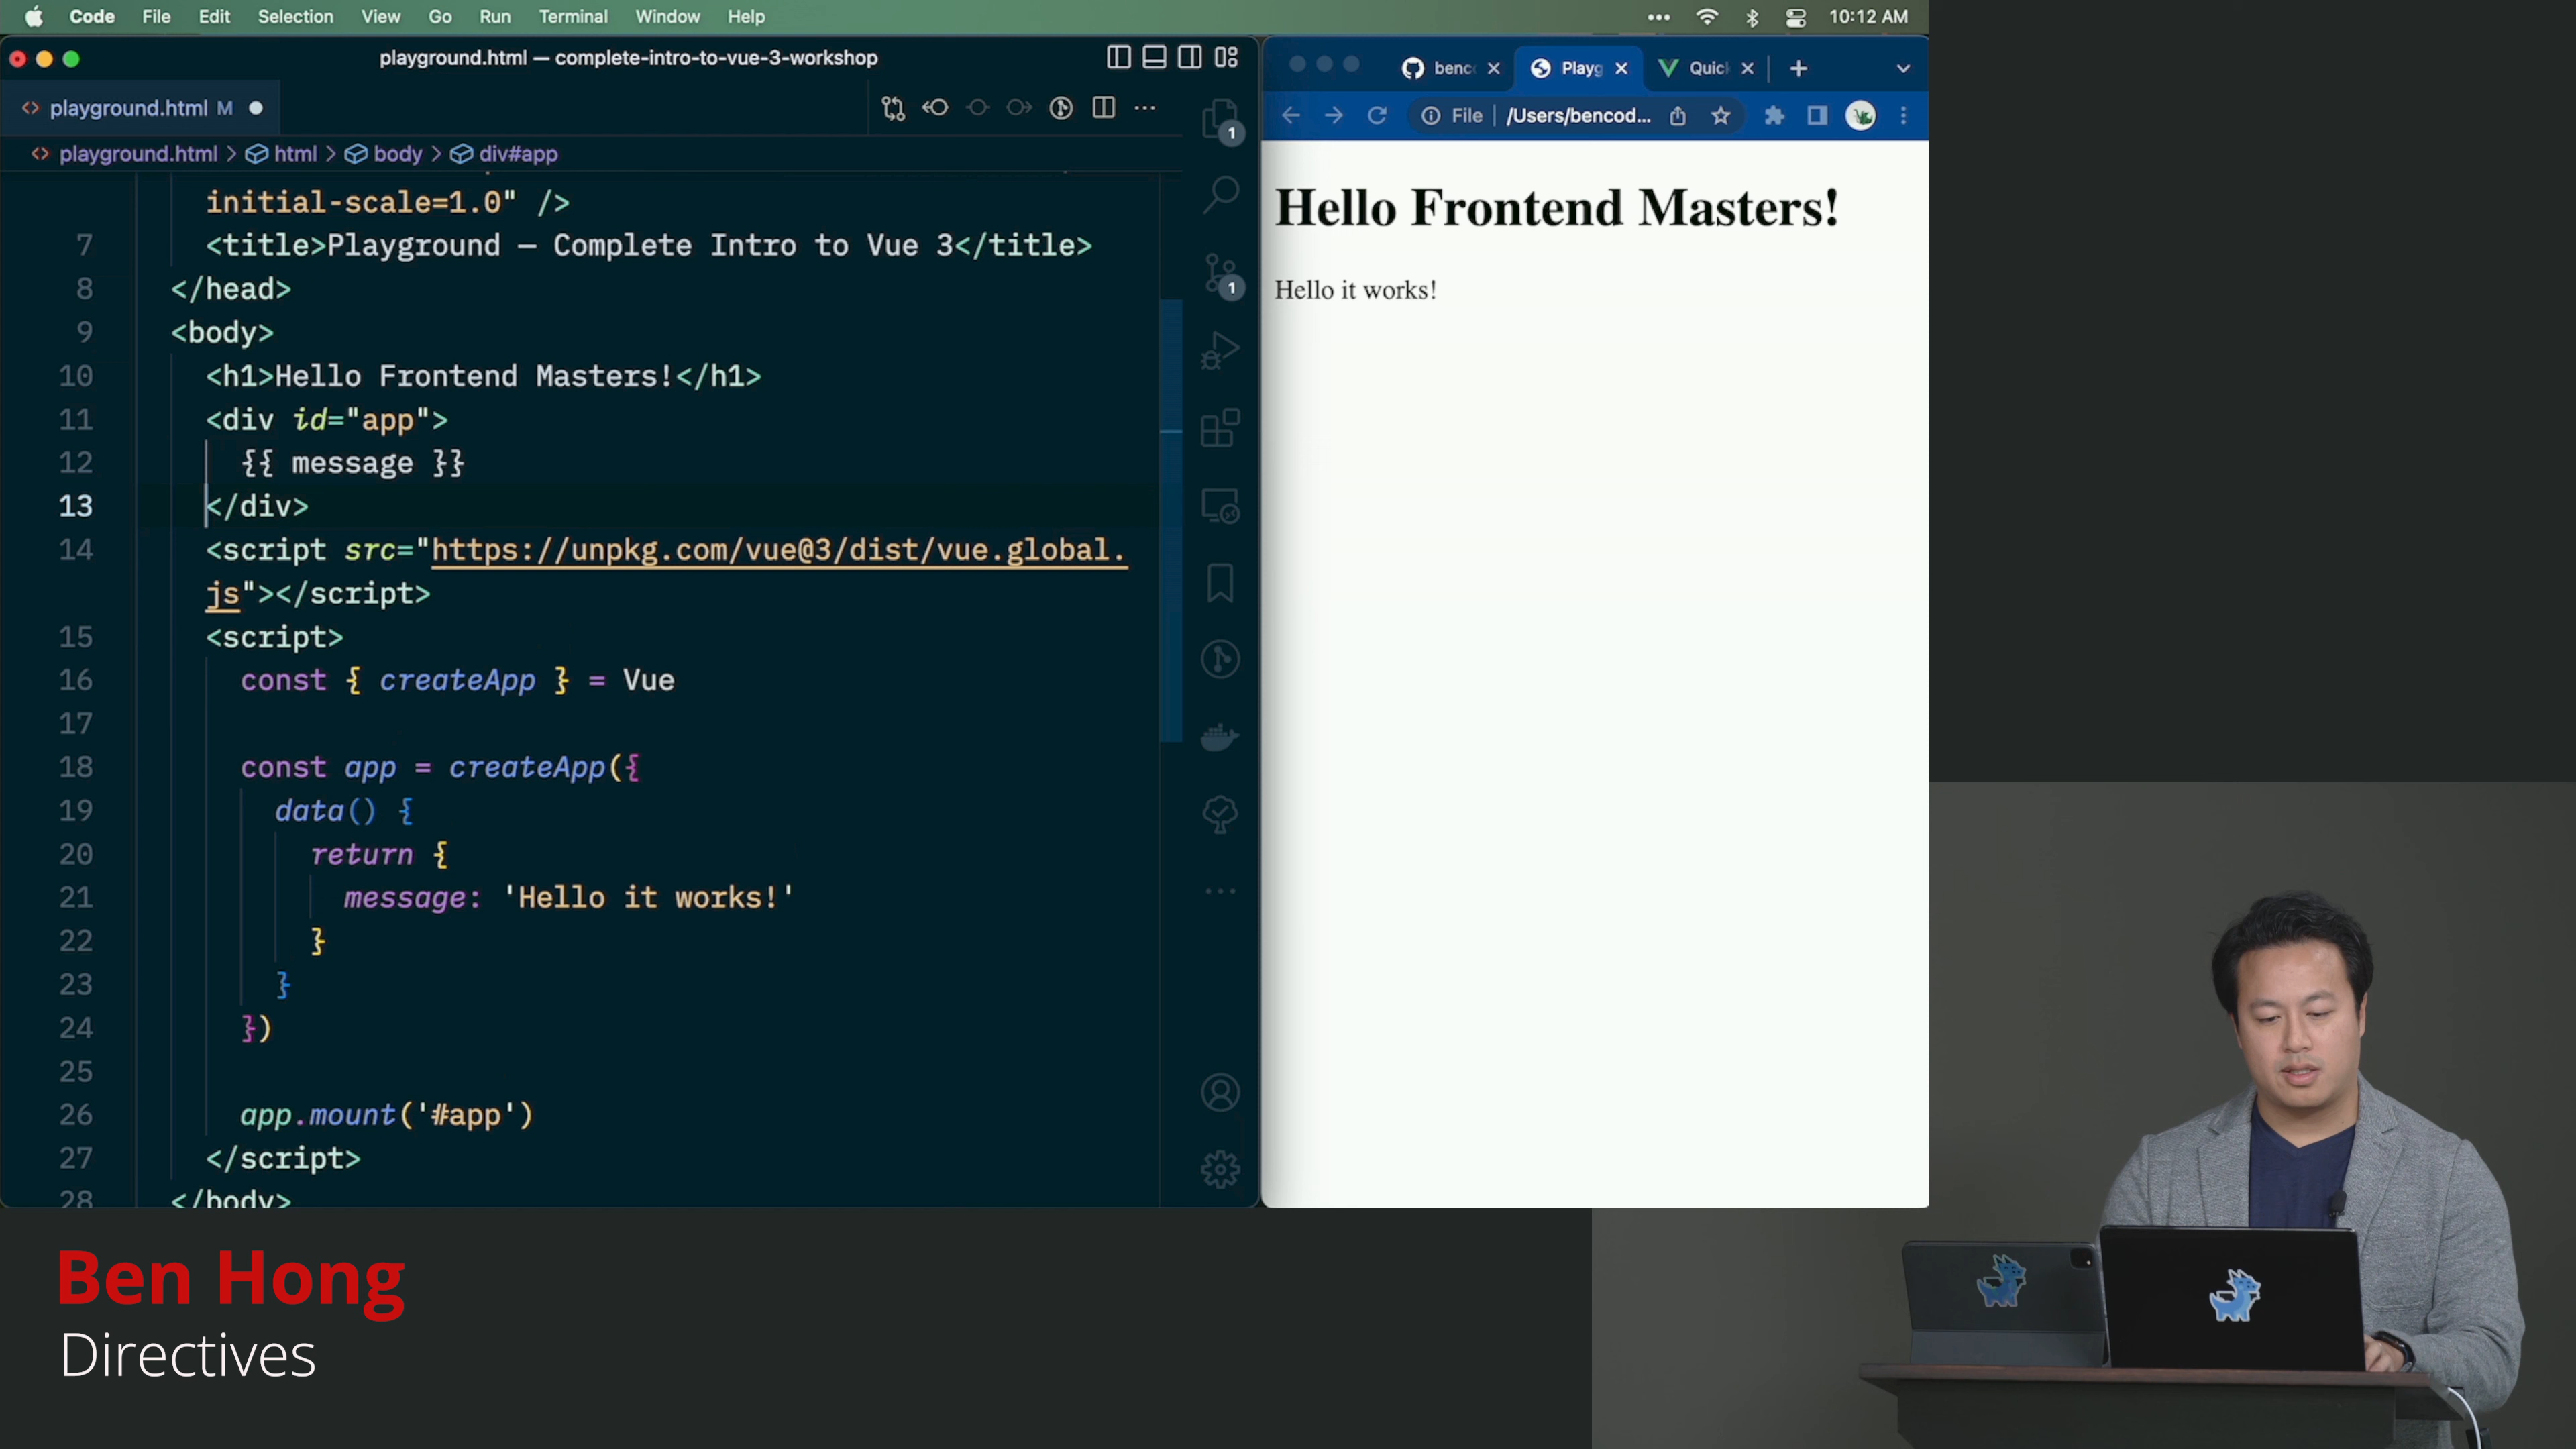 Code File Edit Selection View Go Run Terminal Window Help
10:12 AM
playground.html — complete-intro-to-vue-3-workshop
playground.html M
playground.html > html > body > div#app
initial-scale=1.0" />
7 <title>Playground — Complete Intro to Vue 3</title>
8 </head>
9 <body>
10 <h1>Hello Frontend Masters!</h1>
11 <div id="app">
12 {{ message }}
13 </div>
14 <script src="https://unpkg.com/vue@3/dist/vue.global.
js"></script>
15 <script>
16 const { createApp } = Vue
17
18 const app = createApp({
19 data() {
20 return {
21 message: 'Hello it works!'
22 }
23 }
24 })
25
26 app.mount('#app')
27 </script>
28 </body>
1
1
benc
Playg
Quic
File /Users/bencod...
Hello Frontend Masters!
Hello it works!
Ben Hong
Directives